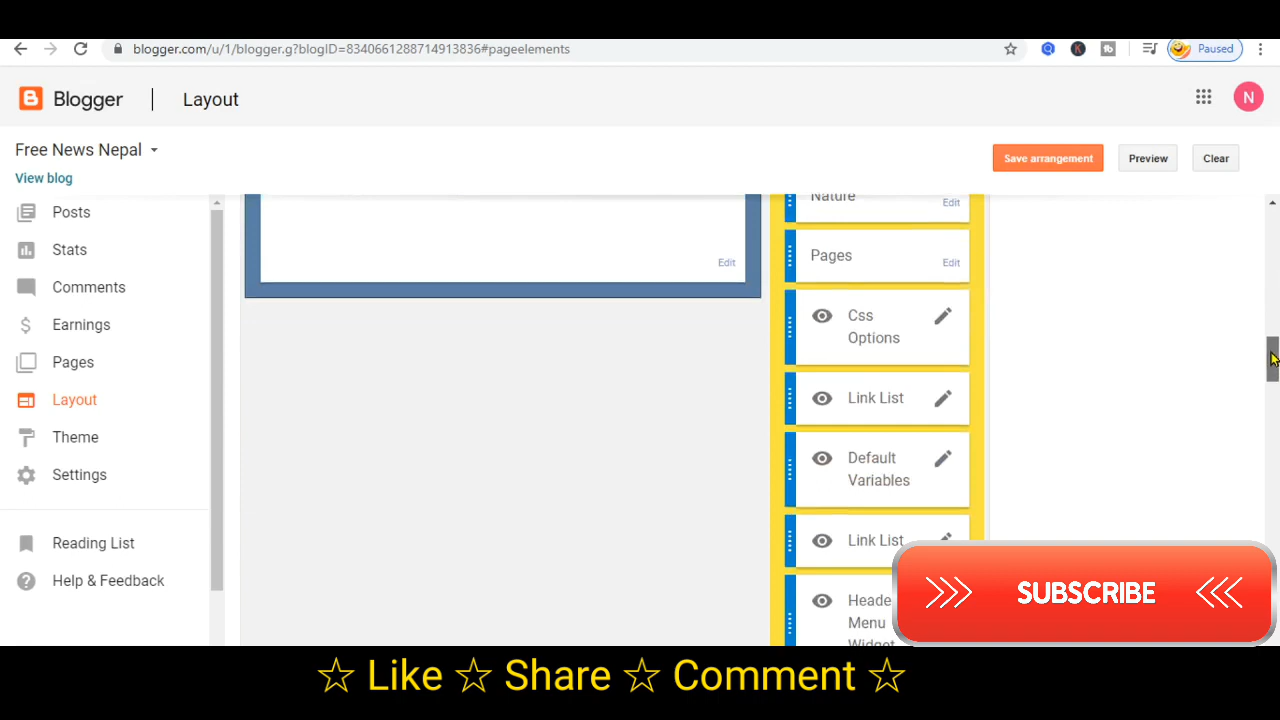 blogger.com/u/1/blogger.g?blogID=8340661288714913836#pageelements
Paused
Blogger
Layout
N
Free News Nepal
View blog
Save arrangement
Preview
Clear
Posts
Stats
Comments
Earnings
Pages
Layout
Theme
Settings
Reading List
Help & Feedback
Edit
Nature
Edit
Pages
Edit
Css
Options
Link List
Default
Variables
Link List
Heade
Menu
Widget
SUBSCRIBE
☆ Like ☆ Share ☆ Comment ☆